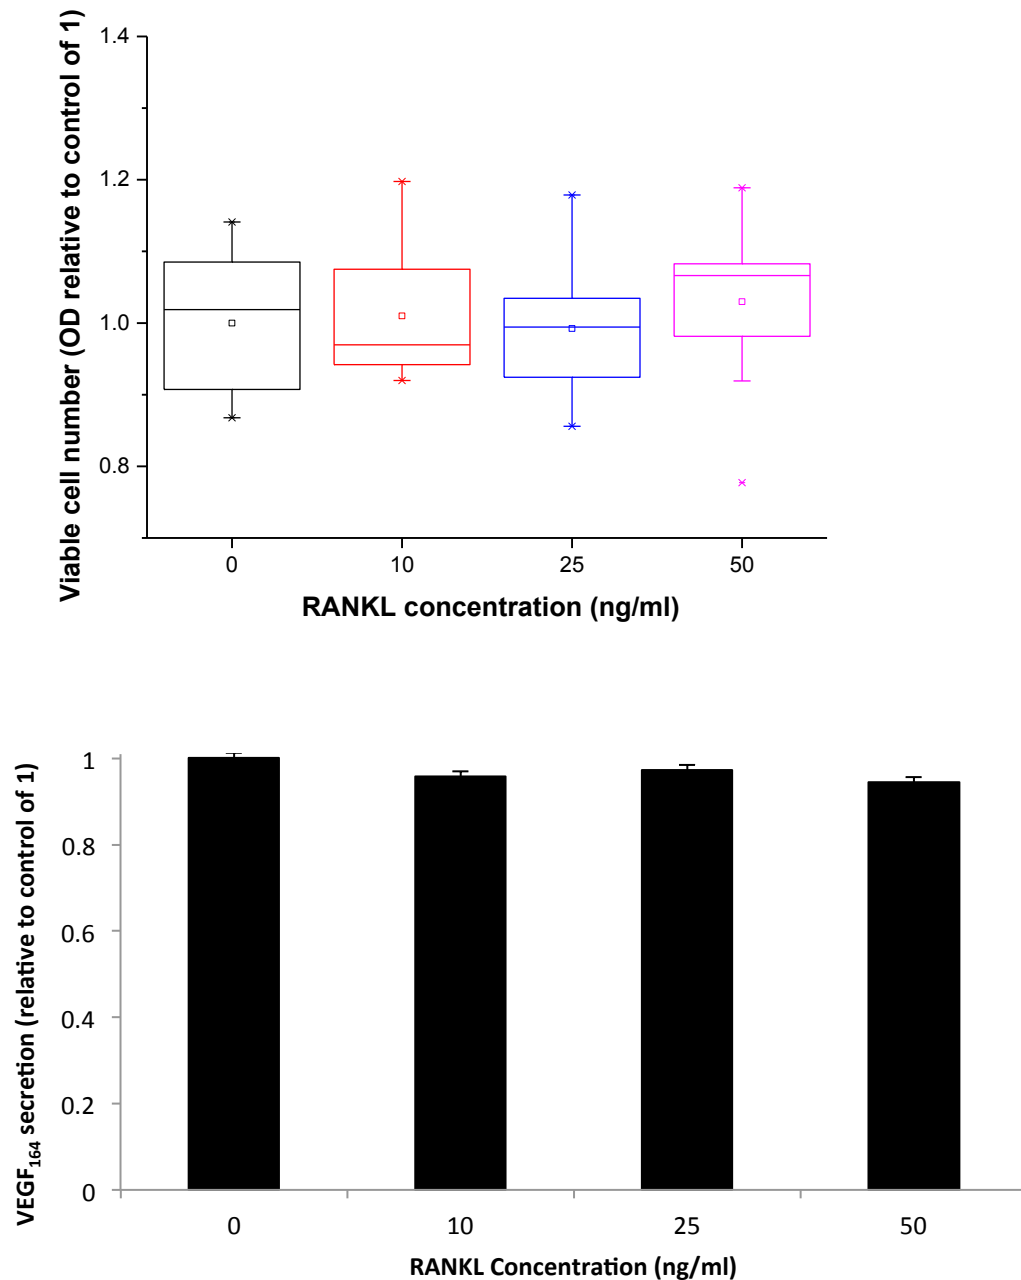 Viable cell number (OD relative to control of 1)
1.4
1.2
1.0
0.8
0 10 25 50
RANKL concentration (ng/ml)
VEGF₁₆₄ secretion (relative to control of 1)
1
0.8
0.6
0.4
0.2
0
0 10 25 50
RANKL Concentration (ng/ml)